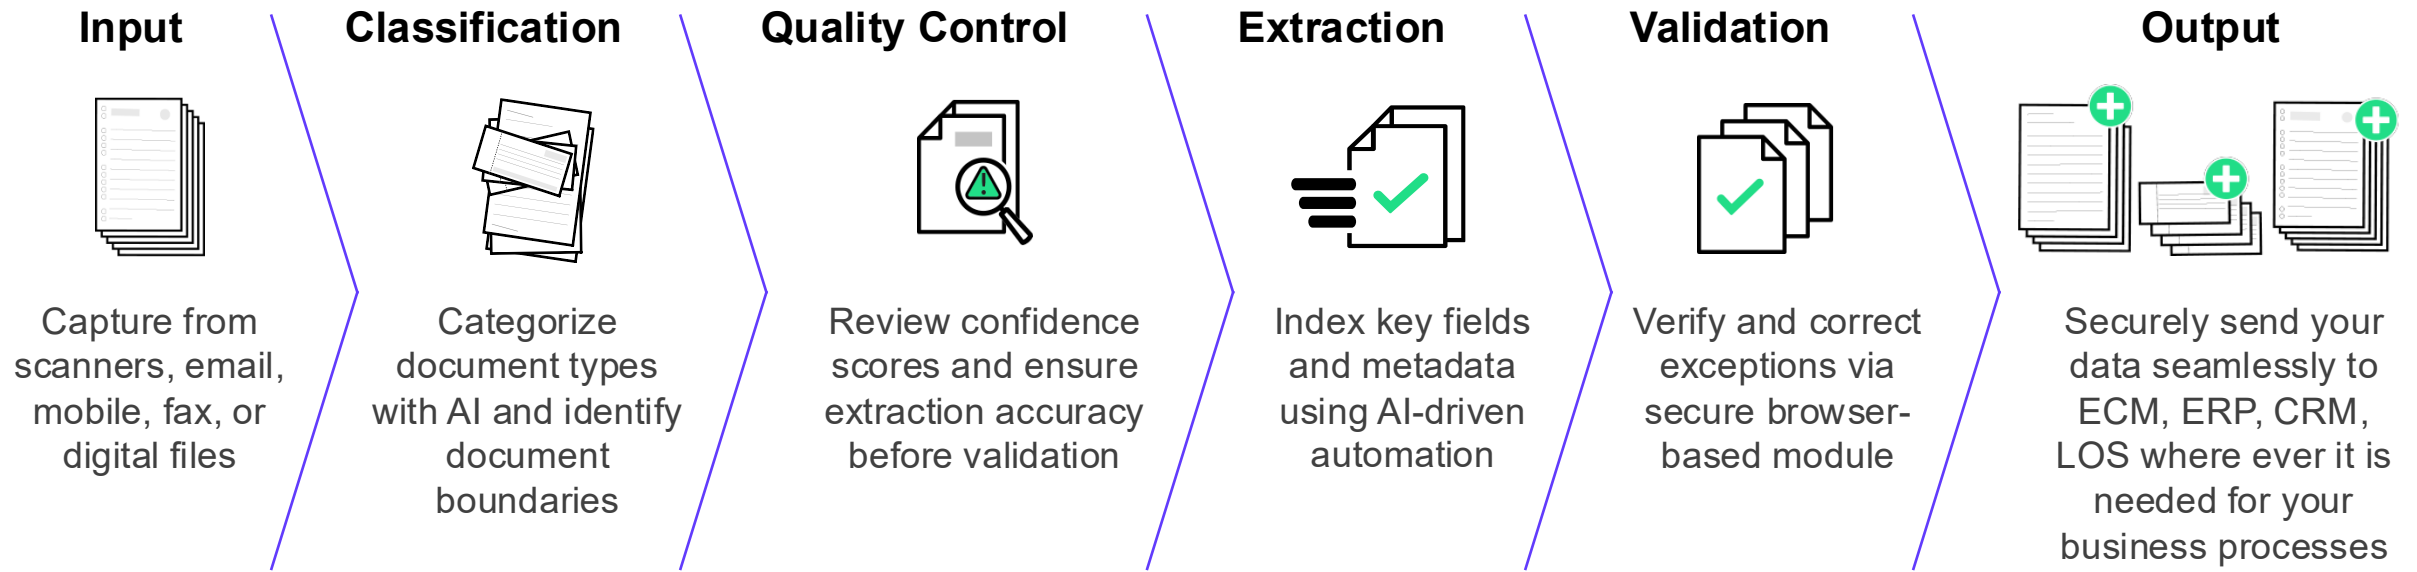 Input
Capture from
scanners, email,
mobile, fax, or
digital files
Classification
Categorize
document types
with AI and identify
document
boundaries
Quality Control
Review confidence
scores and ensure
extraction accuracy
before validation
Extraction
Index key fields
and metadata
using AI-driven
automation
Validation
Verify and correct
exceptions via
secure browser-
based module
Output
Securely send your
data seamlessly to
ECM, ERP, CRM,
LOS where ever it is
needed for your
business processes